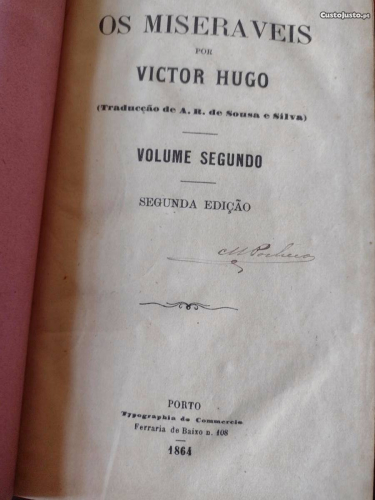 CustoJusto.pt
OS MISERAVEIS
POR
VICTOR HUGO
(Traducção de A. R. de Sousa e Silva)
VOLUME SEGUNDO
SEGUNDA EDIÇÃO
PORTO
Typographia do Commercio
Ferraria de Baixo n. 108
1864